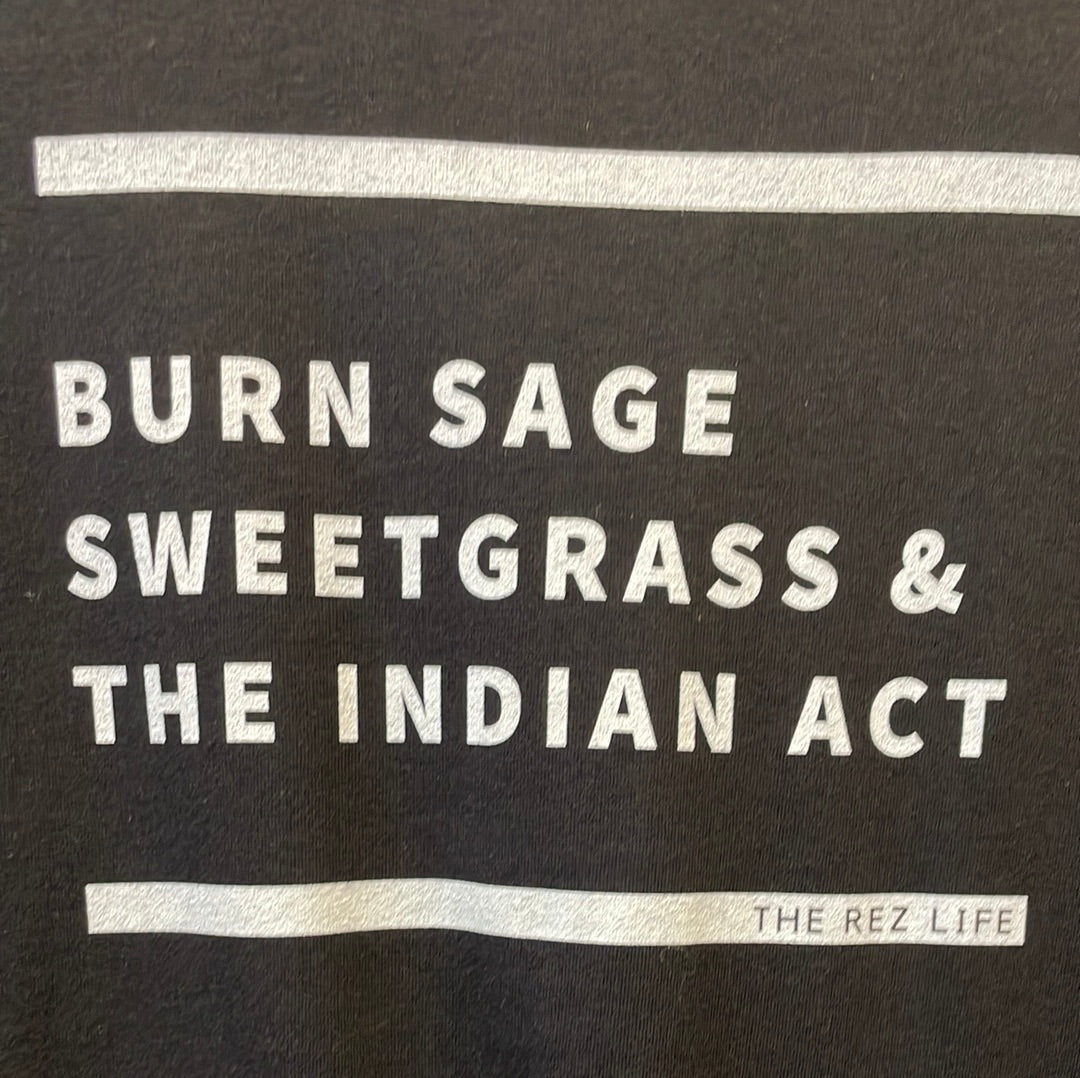 BURN SAGE
SWEETGRASS &
THE INDIAN ACT
THE REZ LIFE